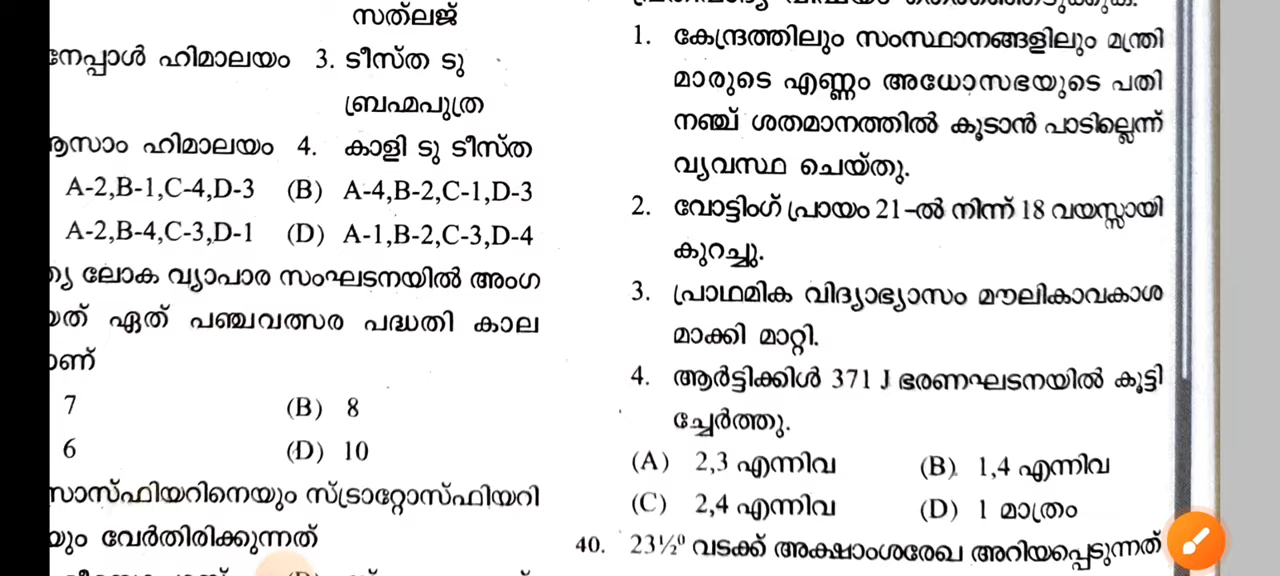 സത്‌ലജ്
നേപ്പാൾ ഹിമാലയം 3. ടീസ്ത ടു
ബ്രഹ്മപുത്ര
ആസാം ഹിമാലയം 4. കാളി ടു ടീസ്ത
A-2,B-1,C-4,D-3 (B) A-4,B-2,C-1,D-3
A-2,B-4,C-3,D-1 (D) A-1,B-2,C-3,D-4
ലോക വ്യാപാര സംഘടനയിൽ അംഗ
ഏത് പഞ്ചവത്സര പദ്ധതി കാല
7 (B) 8
6 (D) 10
സ്ട്രാറ്റോസ്ഫിയറി
വേർതിരിക്കുന്നത്
1. കേന്ദ്രത്തിലും സംസ്ഥാനങ്ങളിലും മന്ത്രി
മാരുടെ എണ്ണം അധോസഭയുടെ പതി
നഞ്ച് ശതമാനത്തിൽ കൂടാൻ പാടില്ലെന്ന്
വ്യവസ്ഥ ചെയ്തു.
2. വോട്ടിംഗ് പ്രായം 21-ൽ നിന്ന് 18 വയസ്സായി
കുറച്ചു.
3. പ്രാഥമിക വിദ്യാഭ്യാസം മൗലികാവകാശ
മാക്കി മാറ്റി.
4. ആർട്ടിക്കിൾ 371 J ഭരണഘടനയിൽ കൂട്ടി
ച്ചേർത്തു.
(A) 2,3 എന്നിവ (B) 1,4 എന്നിവ
(C) 2,4 എന്നിവ (D) 1 മാത്രം
40. 23½⁰ വടക്ക് അക്ഷാംശരേഖ അറിയപ്പെടുന്നത്